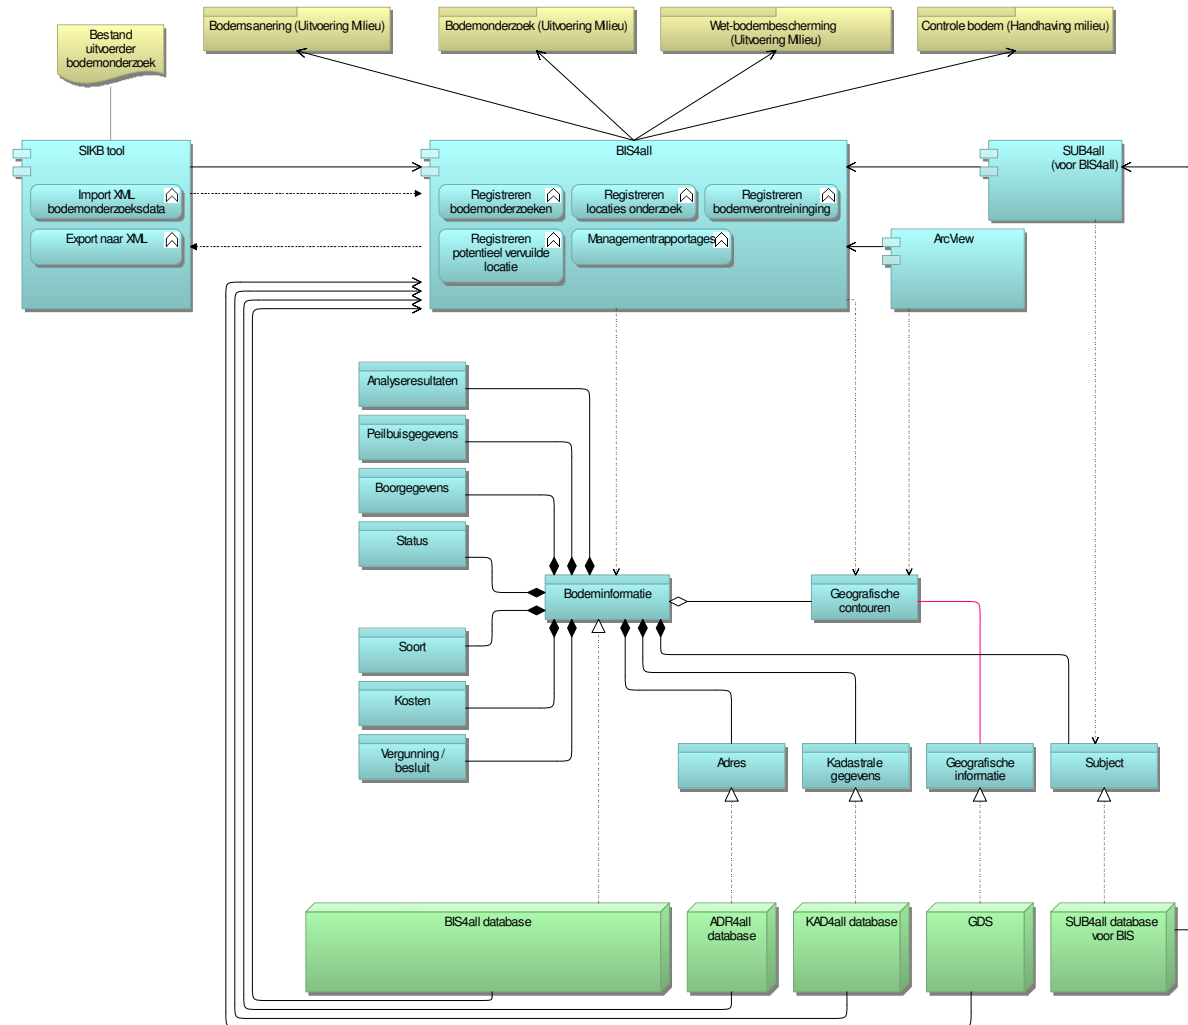 Bodemsanering (Uitvoering Milieu)
Bodemonderzoek (Uitvoering Milieu)
Wet-bodembescherming
(Uitvoering Milieu)
Controle bodem (Handhaving milieu)
Bestand
uitvoerder
bodemonderzoek
SIKB tool
Import XML
bodemonderzoeksdata
Export naar XML
BIS4all
Registreren
bodemonderzoeken
Registreren
locaties onderzoek
Registreren
bodemverontreininging
Registreren
potentieel vervuilde
locatie
Managementrapportages
SUB4all
(voor BIS4all)
ArcView
Analyseresultaten
Peilbuisgegevens
Boorgegevens
Status
Bodeminformatie
Geografische
contouren
Soort
Kosten
Vergunning /
besluit
Adres
Kadastrale
gegevens
Geografische
informatie
Subject
BIS4all database
ADR4all
database
KAD4all database
GDS
SUB4all database
voor BIS